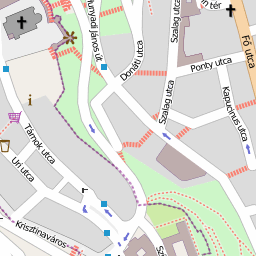 Hunyadi János út
Donáti utca
Szalag utca
tér
Fő utca
Ponty utca
Kapucinus utca
Szalag utca
Tárnok utca
Úri utca
Krisztinaváros